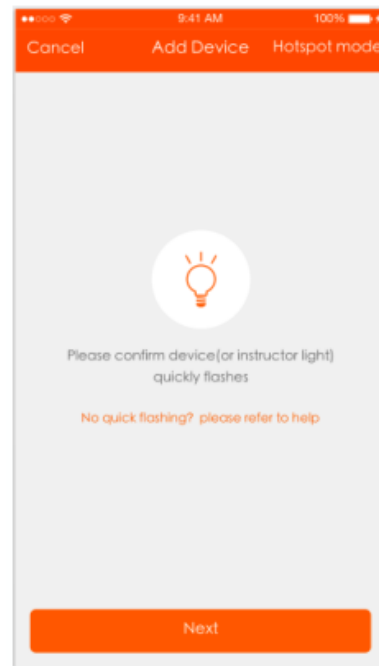 9:41 AM 100%
Cancel Add Device Hotspot mode
Please confirm device(or instructor light)
quickly flashes
No quick flashing? please refer to help
Next